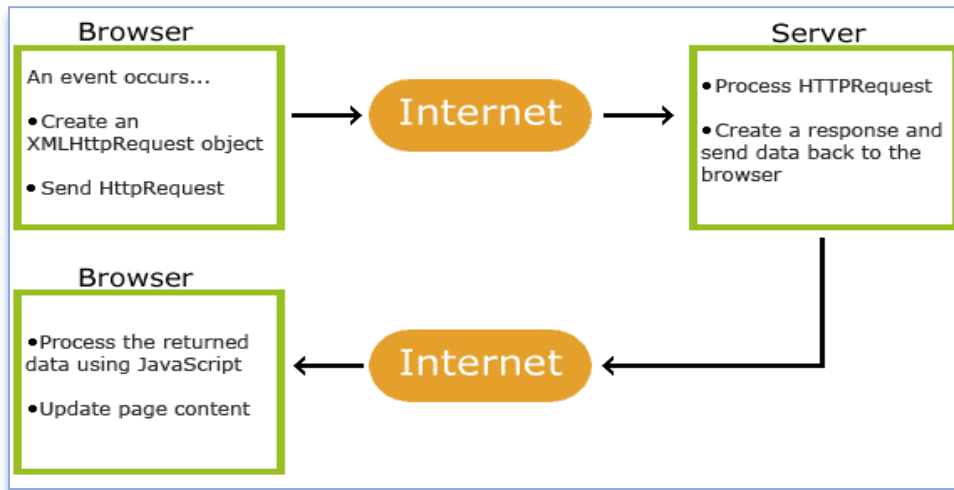 Browser
An event occurs...
•Create an
XMLHttpRequest object
• Send HttpRequest
Internet
Server
•Process HTTPRequest
•Create a response and
send data back to the
browser
Browser
•Process the returned
data using JavaScript
•Update page content
Internet